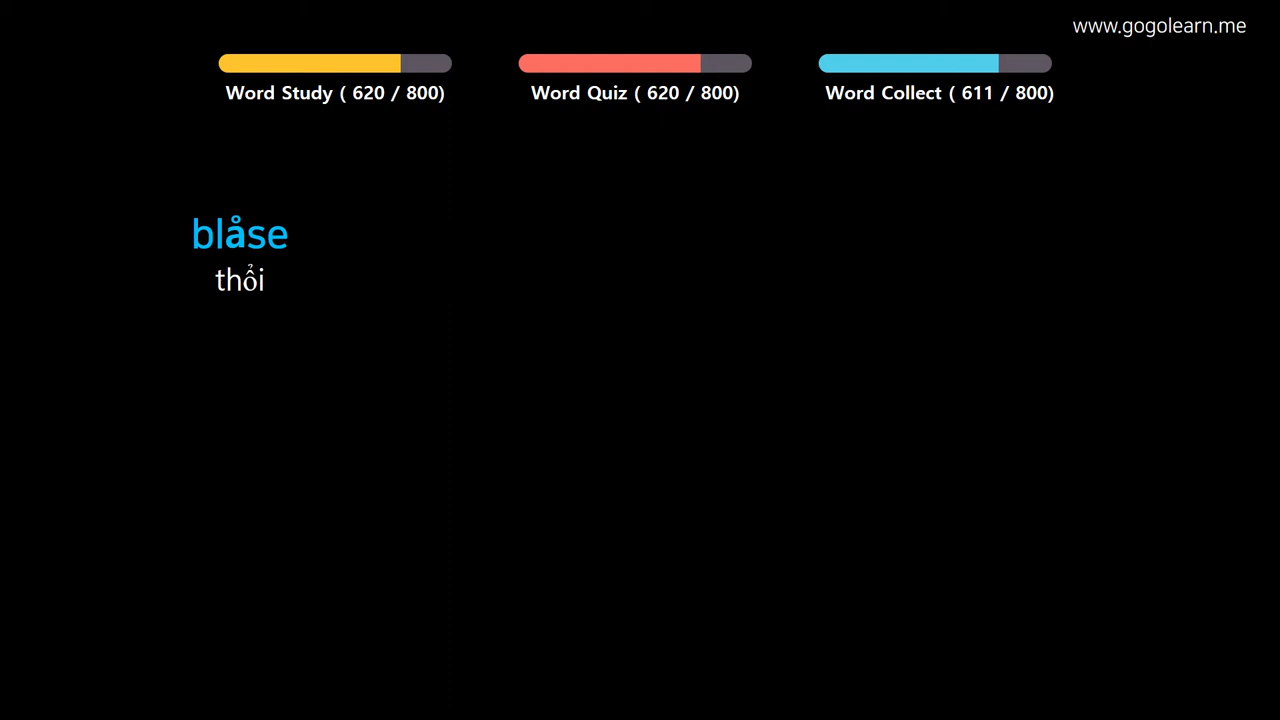 www.gogolearn.me
Word Study ( 620 / 800)
Word Quiz ( 620 / 800)
Word Collect ( 611 / 800)
blåse
thổi